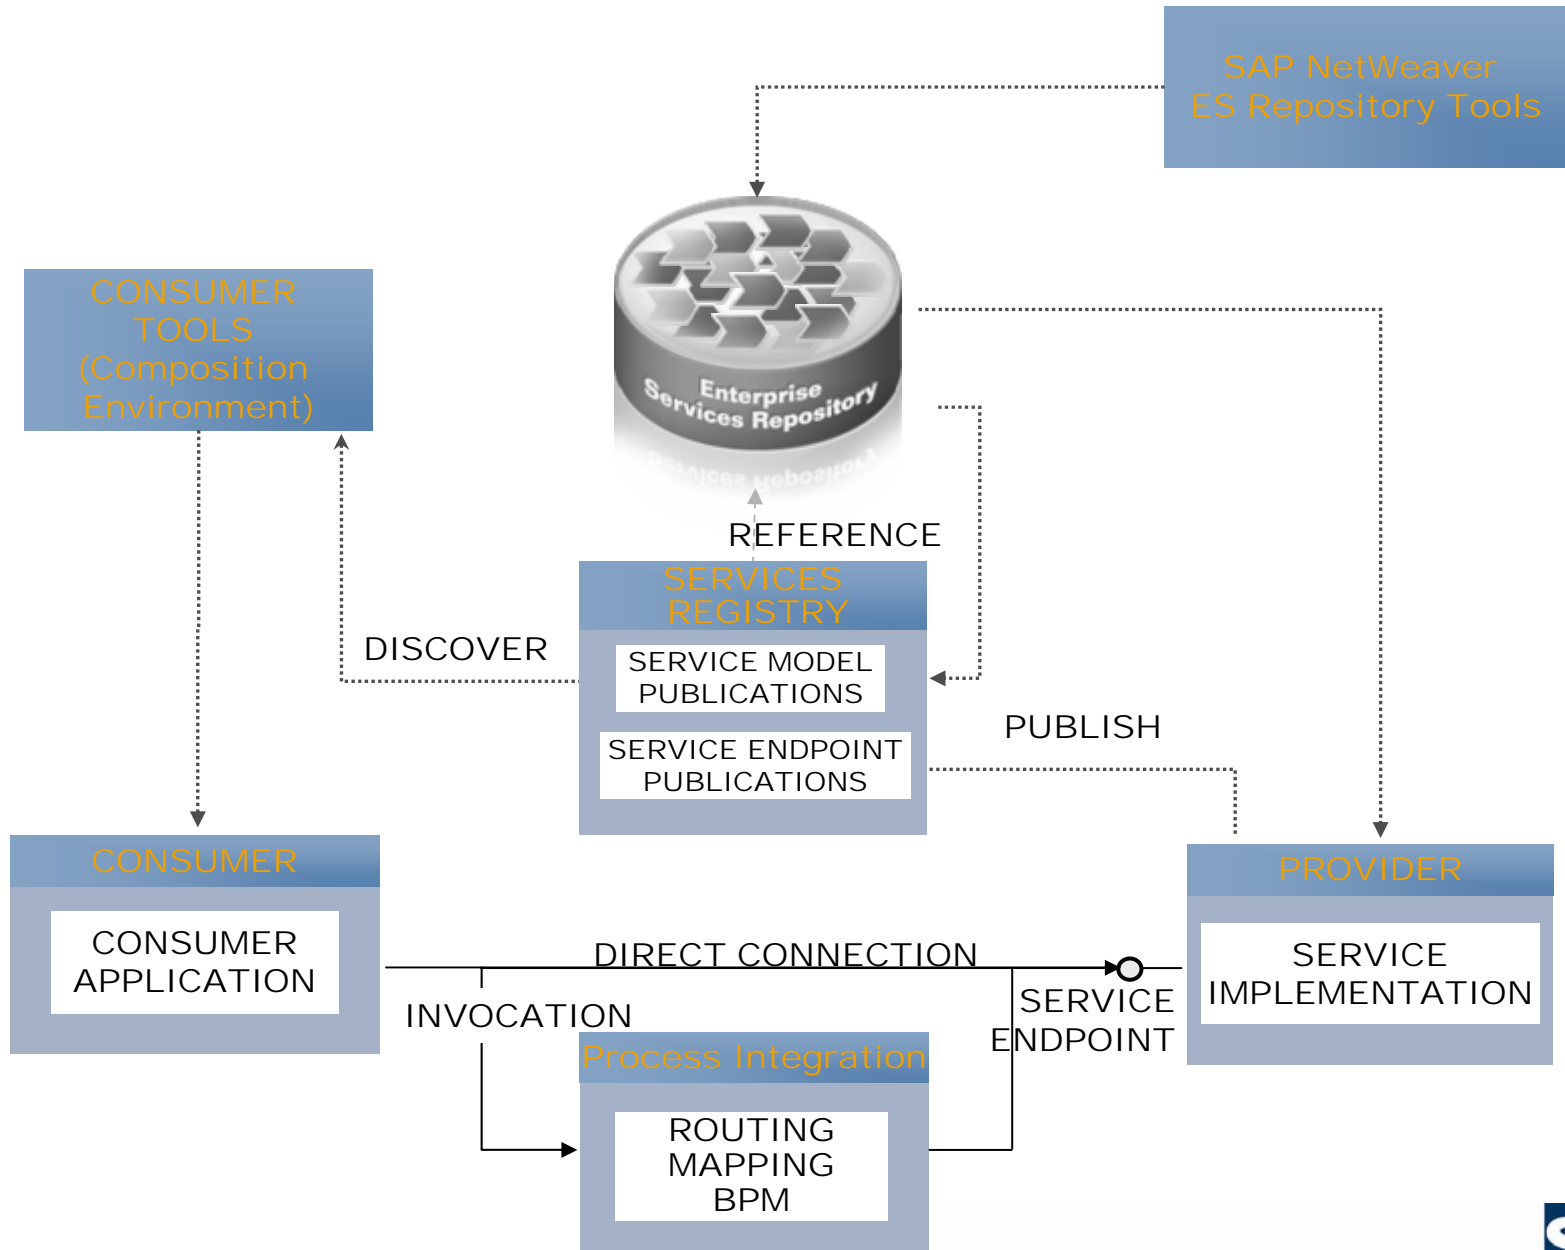 SAP NetWeaver
ES Repository Tools
CONSUMER
TOOLS
(Composition
Environment)
Enterprise
Services Repository
Services Repository
REFERENCE
SERVICES
REGISTRY
DISCOVER
SERVICE MODEL
PUBLICATIONS
PUBLISH
SERVICE ENDPOINT
PUBLICATIONS
CONSUMER
PROVIDER
CONSUMER
APPLICATION
DIRECT CONNECTION
SERVICE
IMPLEMENTATION
INVOCATION
SERVICE
ENDPOINT
Process Integration
ROUTING
MAPPING
BPM